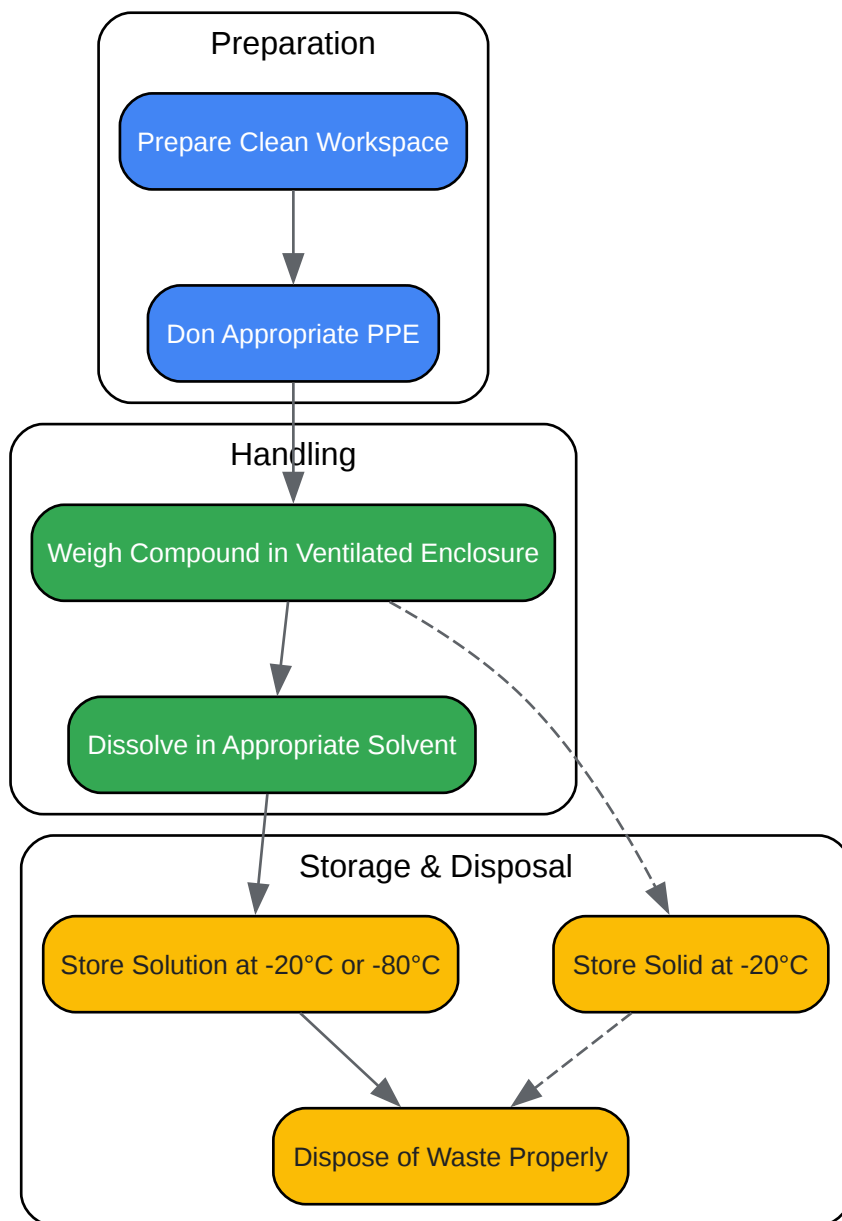 Preparation
Prepare Clean Workspace
Don Appropriate PPE
Handling
Weigh Compound in Ventilated Enclosure
Dissolve in Appropriate Solvent
Storage & Disposal
Store Solution at -20°C or -80°C
Store Solid at -20°C
Dispose of Waste Properly